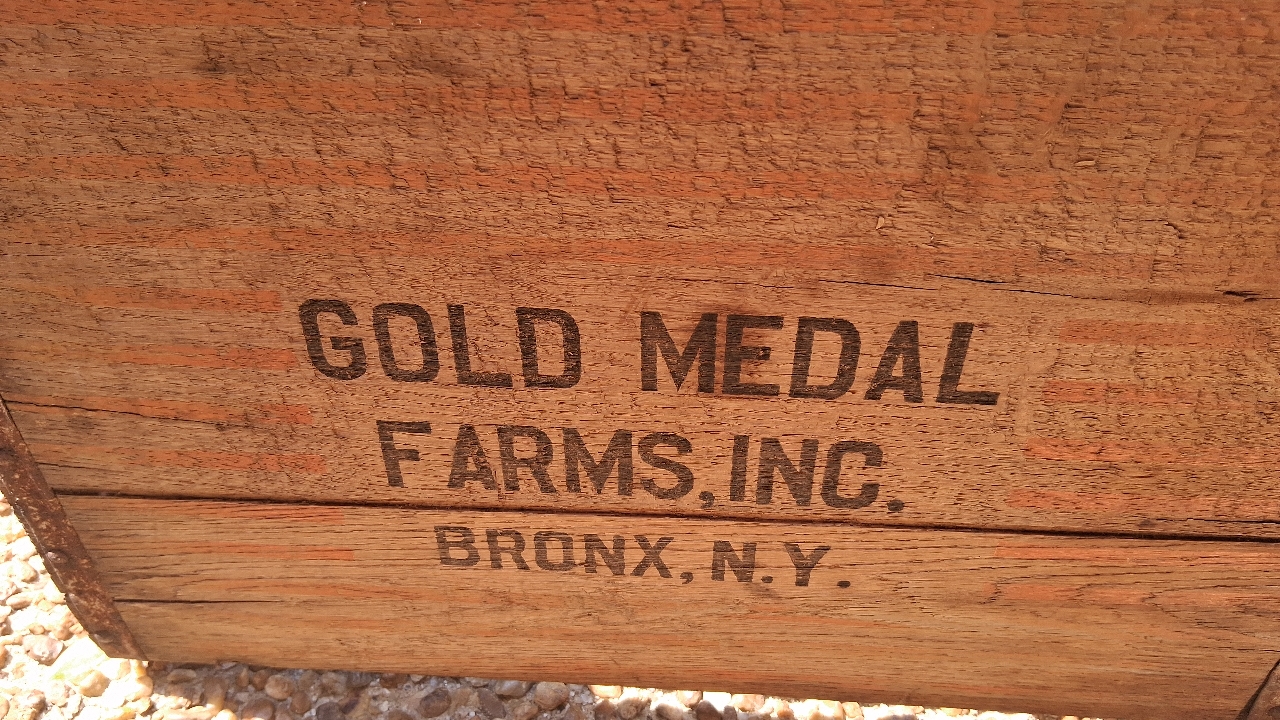 GOLD MEDAL
FARMS, INC.
BRONX, N.Y.